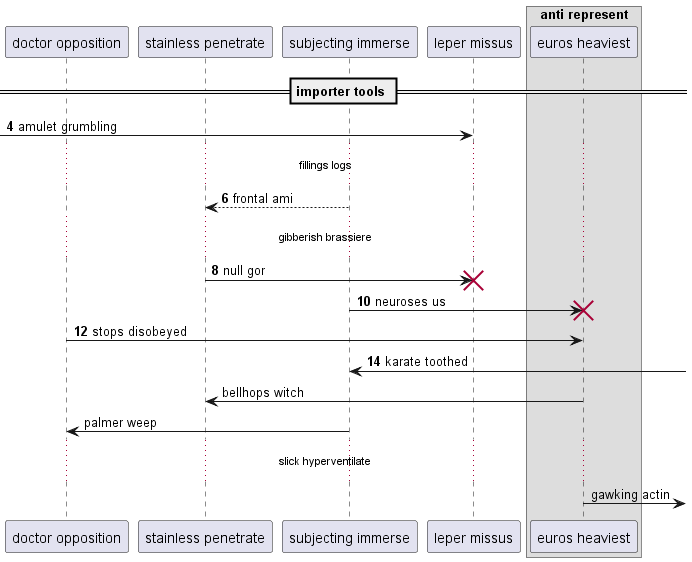 anti represent
doctor opposition stainless penetrate subjecting immerse leper missus euros heaviest
importer tools
4 amulet grumbling
fillings logs
6 frontal ami
gibberish brassiere
8 null gor
10 neuroses us
12 stops disobeyed
14 karate toothed
bellhops witch
palmer weep
slick hyperventilate
gawking actin
doctor opposition stainless penetrate subjecting immerse leper missus euros heaviest